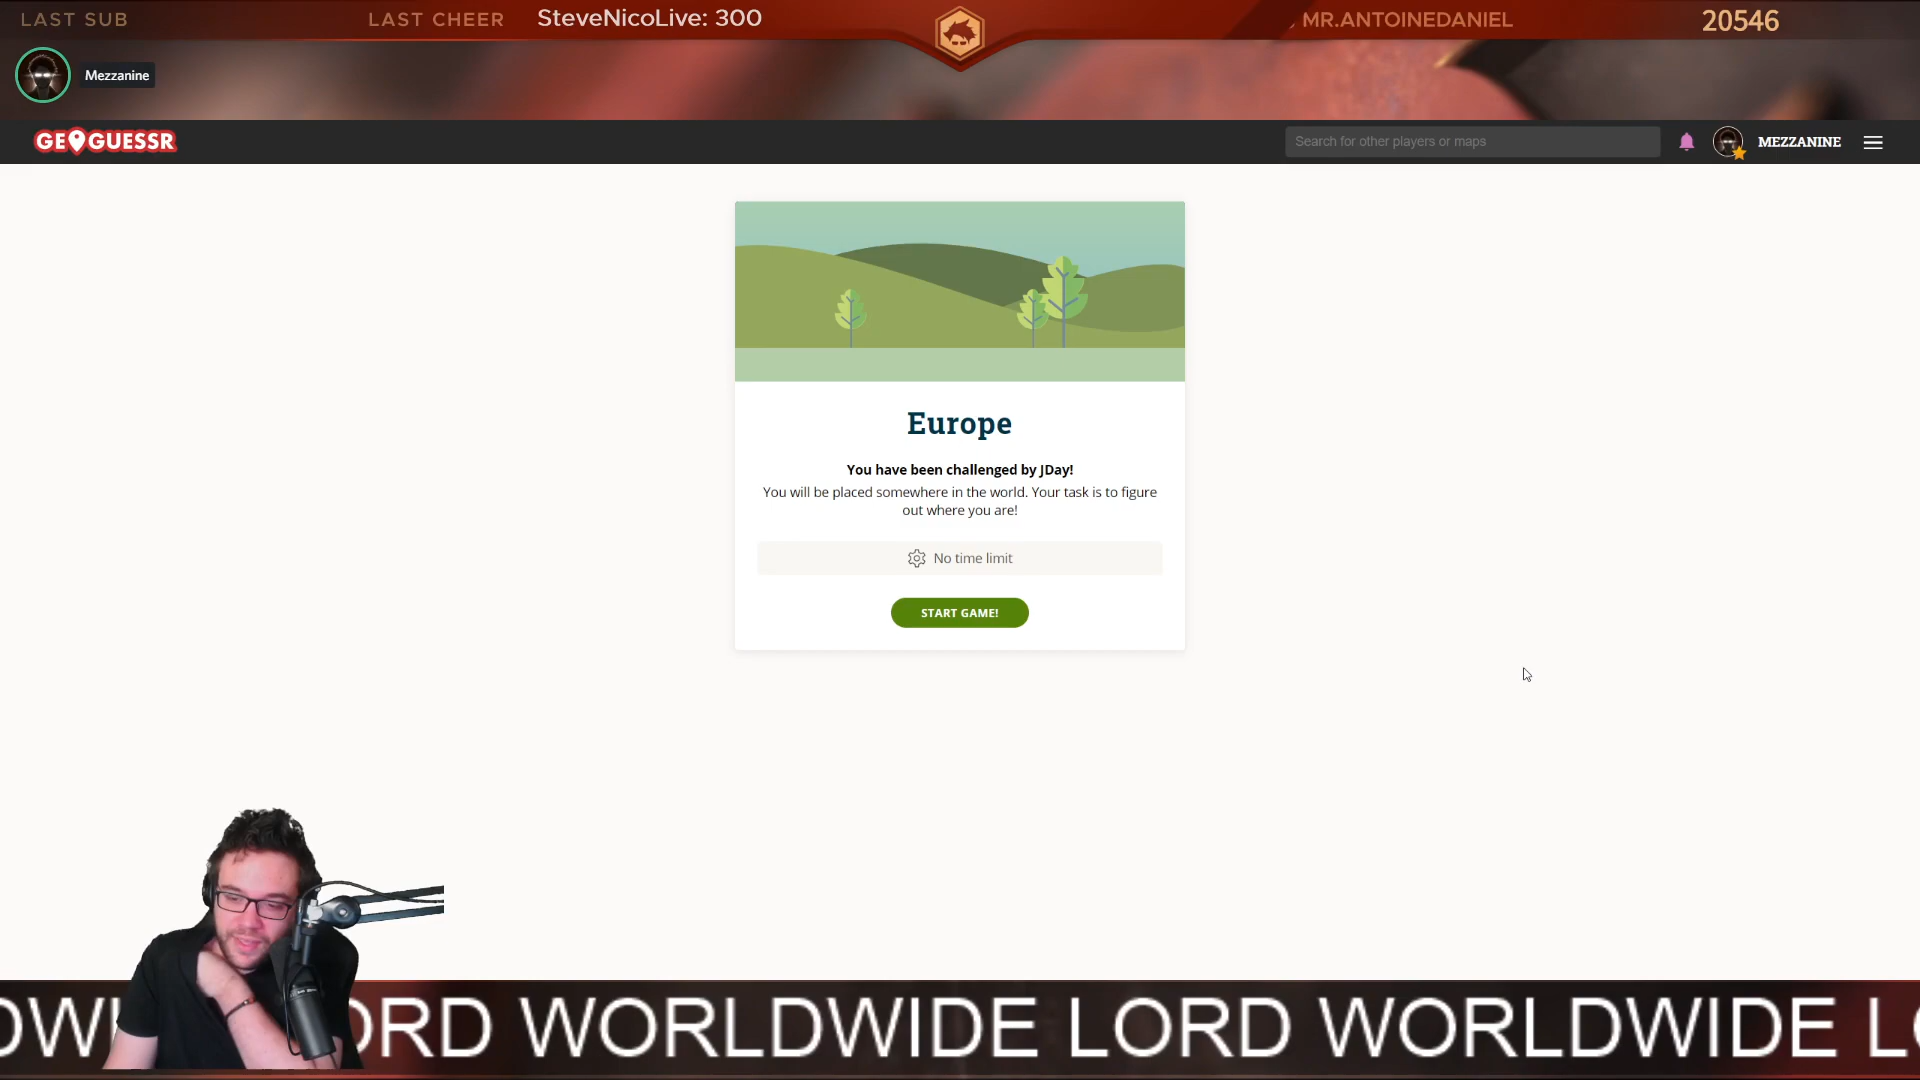 LAST SUB LAST CHEER SteveNicoLive: 300 MR.ANTOINEDANIEL 20546
Mezzanine
GEOGUESSR Search for other players or maps MEZZANINE
Europe
You have been challenged by JDay!
You will be placed somewhere in the world. Your task is to figure
out where you are!
No time limit
START GAME!
ORD WORLDWIDE LORD WORLDWIDE